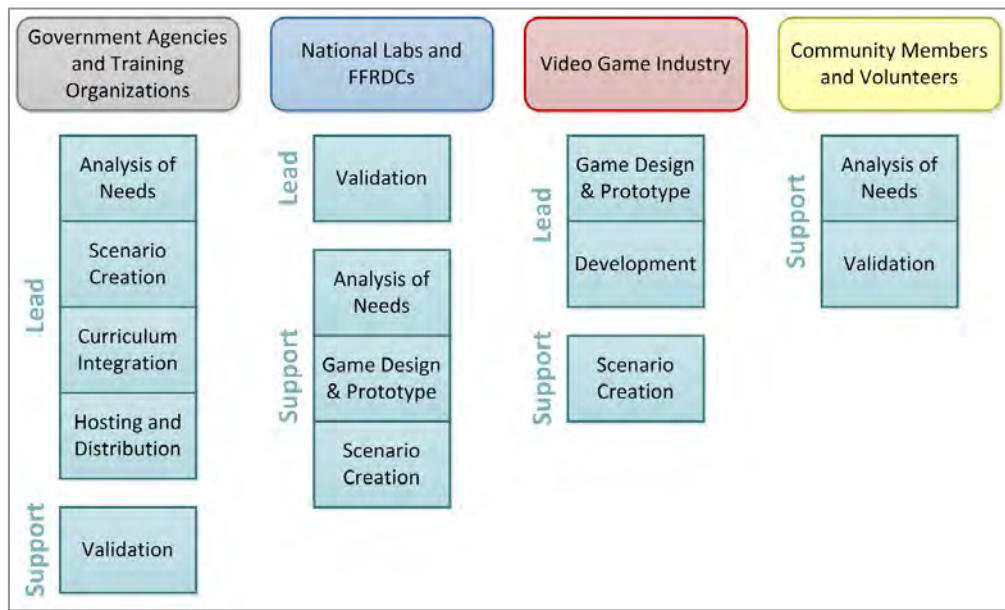 Government Agencies
and Training
Organizations
National Labs and
FFRDCs
Video Game Industry
Community Members
and Volunteers
Lead
Analysis of
Needs
Scenario
Creation
Curriculum
Integration
Hosting and
Distribution
Support
Validation
Lead
Validation
Support
Analysis of
Needs
Game Design
& Prototype
Scenario
Creation
Lead
Game Design
& Prototype
Development
Support
Scenario
Creation
Support
Analysis of
Needs
Validation